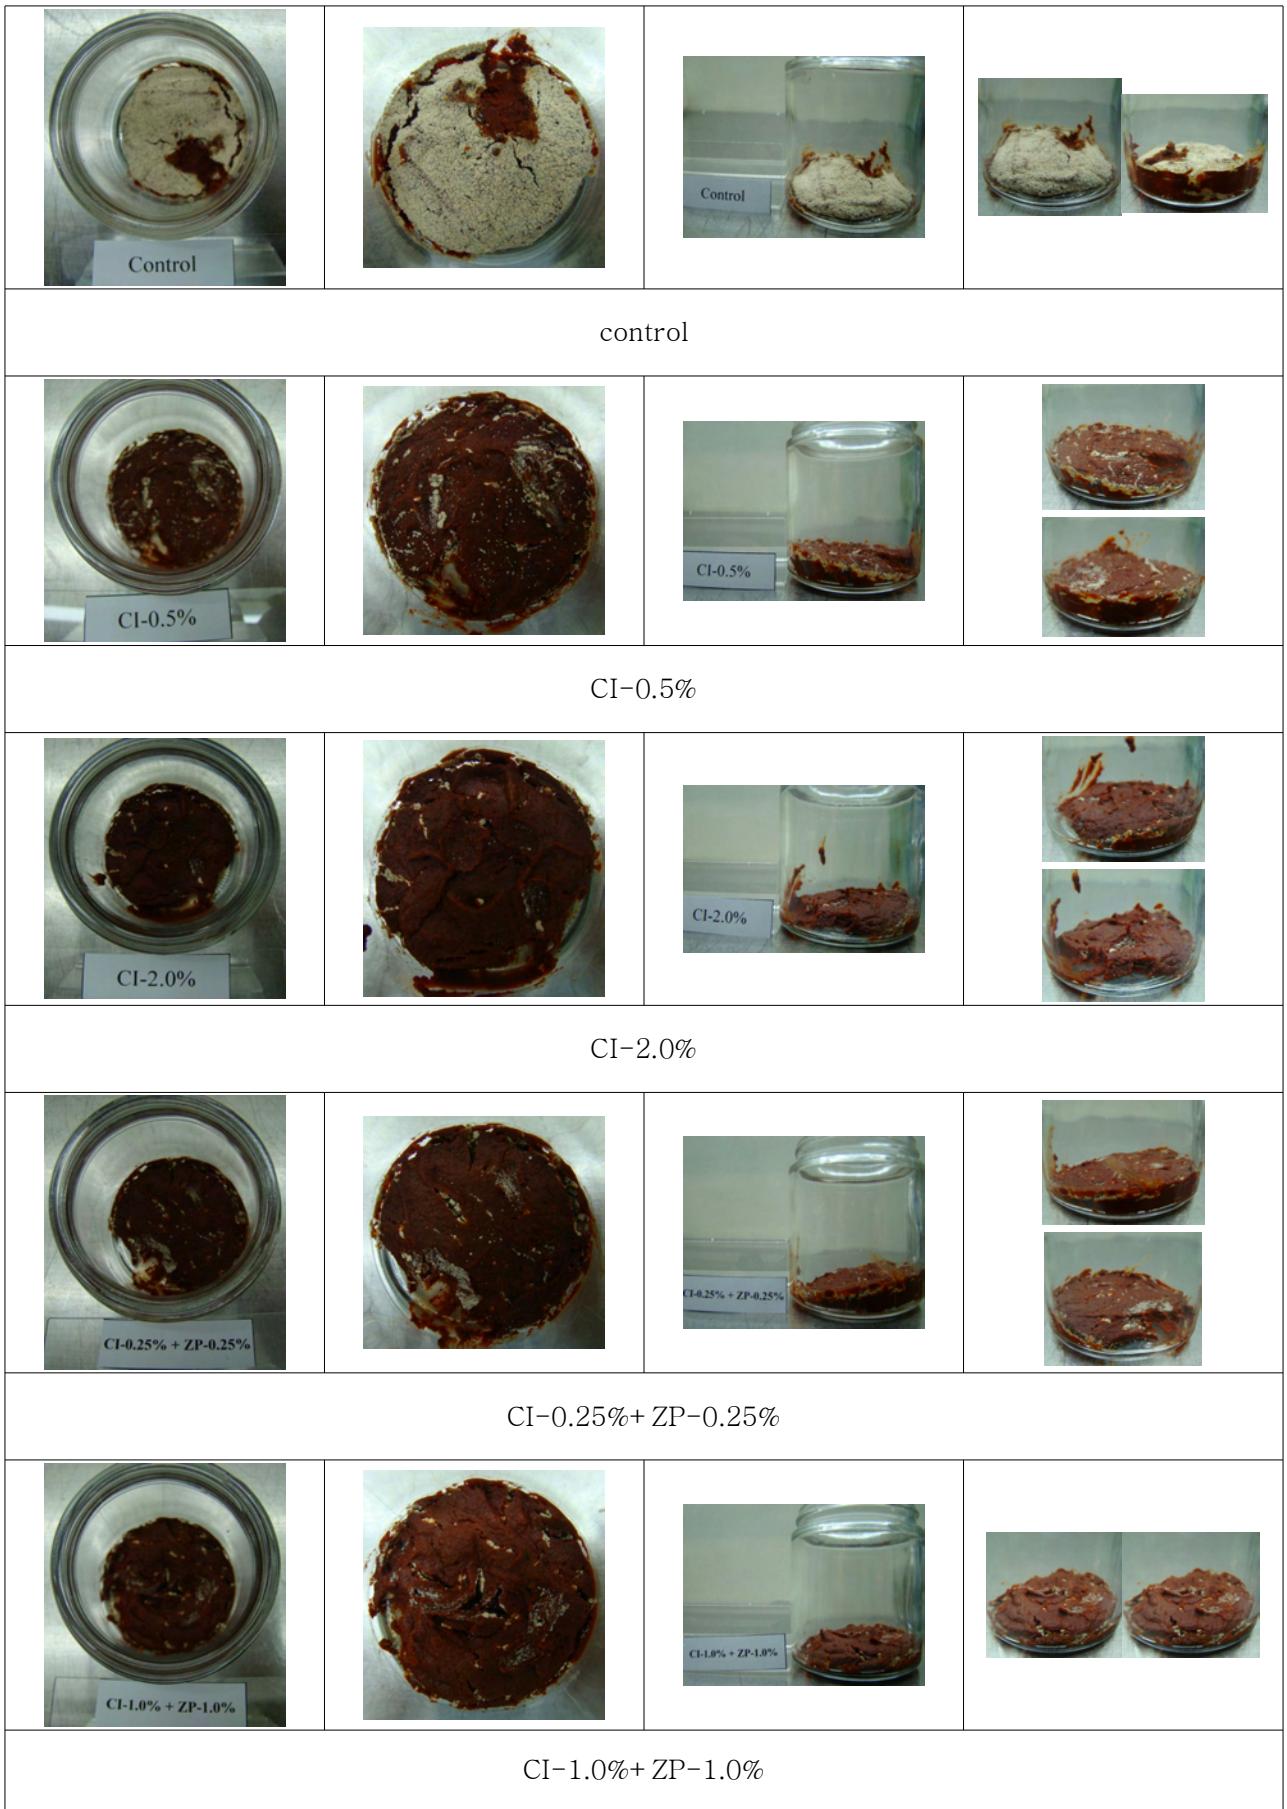 Control
Control
control
CI-0.5%
CI-0.5%
CI-0.5%
CI-2.0%
CI-2.0%
CI-2.0%
CI-0.25% + ZP-0.25%
CI-0.25% + ZP-0.25%
CI-0.25%+ ZP-0.25%
CI-1.0% + ZP-1.0%
CI-1.0% + ZP-1.0%
CI-1.0%+ ZP-1.0%